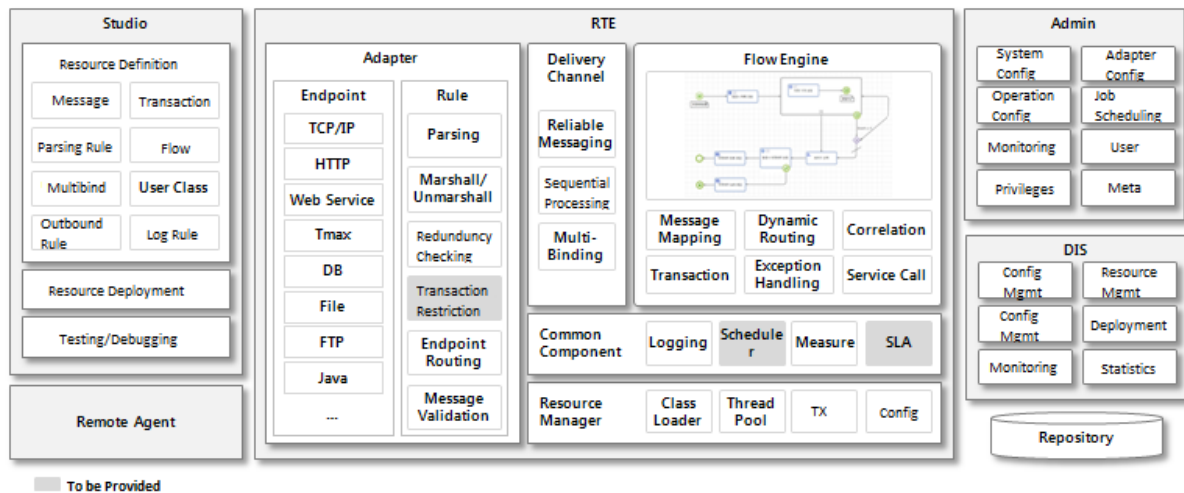 Studio
Resource Definition
Message
Transaction
Parsing Rule
Flow
Multibind
User Class
Outbound
Rule
Log Rule
Resource Deployment
Testing/Debugging
Remote Agent
To be Provided
RTE
Adapter
Endpoint
TCP/IP
HTTP
Web Service
Tmax
DB
File
FTP
Java
...
Rule
Parsing
Marshall/
Unmarshall
Redunduncy
Checking
Transaction
Restriction
Endpoint
Routing
Message
Validation
Delivery
Channel
Reliable
Messaging
Sequential
Processing
Multi-
Binding
Flow Engine
Message
Mapping
Dynamic
Routing
Correlation
Transaction
Exception
Handling
Service Call
Common
Component
Logging
Schedule
r
Measure
SLA
Resource
Manager
Class
Loader
Thread
Pool
TX
Config
Admin
System
Config
Adapter
Config
Operation
Config
Job
Scheduling
Monitoring
User
Privileges
Meta
DIS
Config
Mgmt
Resource
Mgmt
Config
Mgmt
Deployment
Monitoring
Statistics
Repository